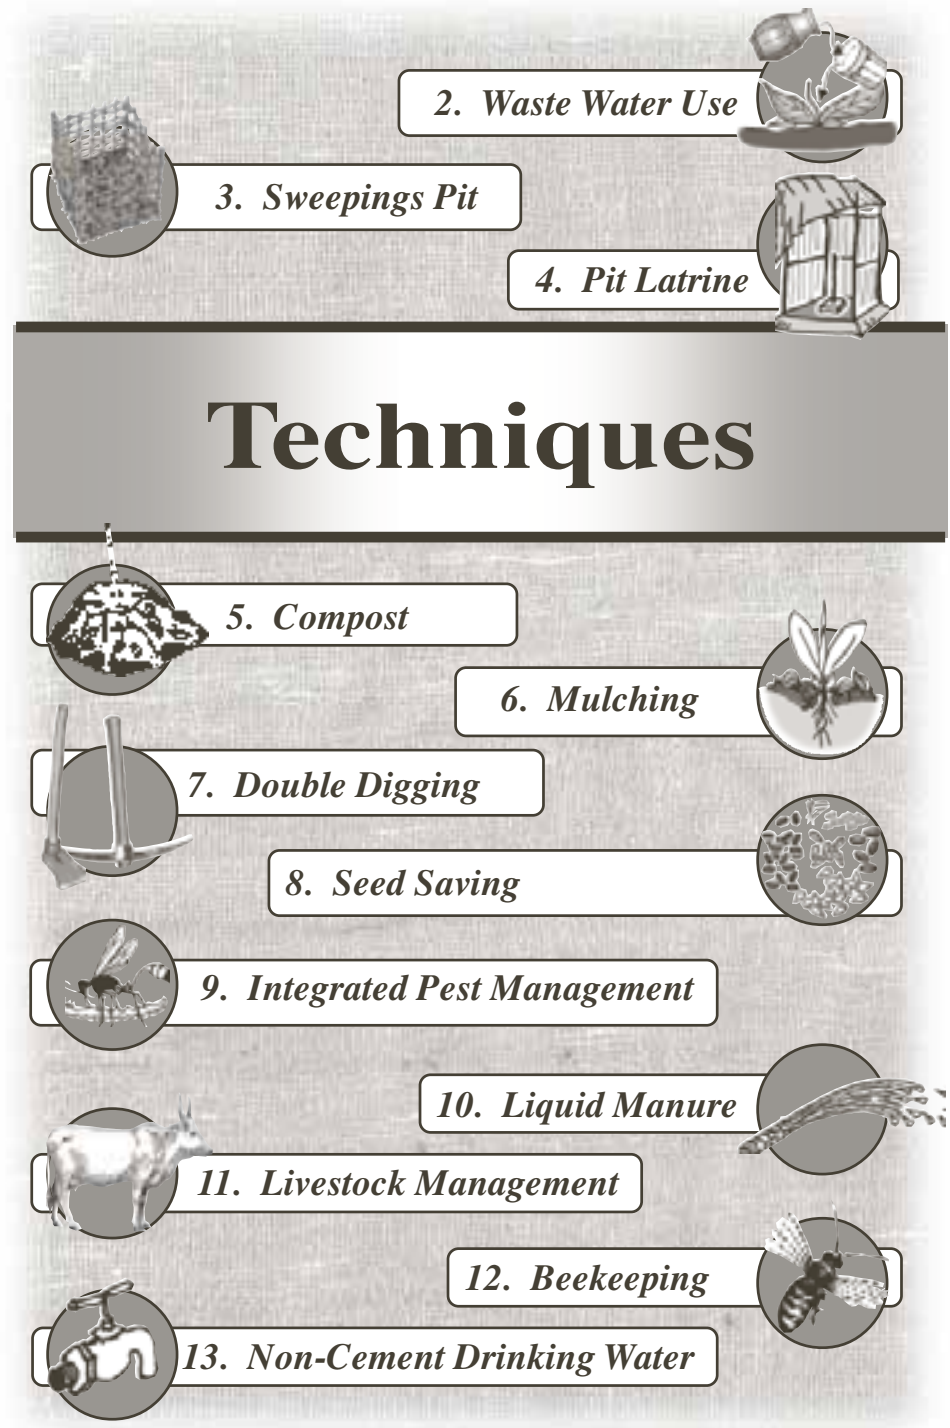 2. Waste Water Use
3. Sweepings Pit
4. Pit Latrine
Techniques
5. Compost
6. Mulching
7. Double Digging
8. Seed Saving
9. Integrated Pest Management
10. Liquid Manure
11. Livestock Management
12. Beekeeping
13. Non-Cement Drinking Water